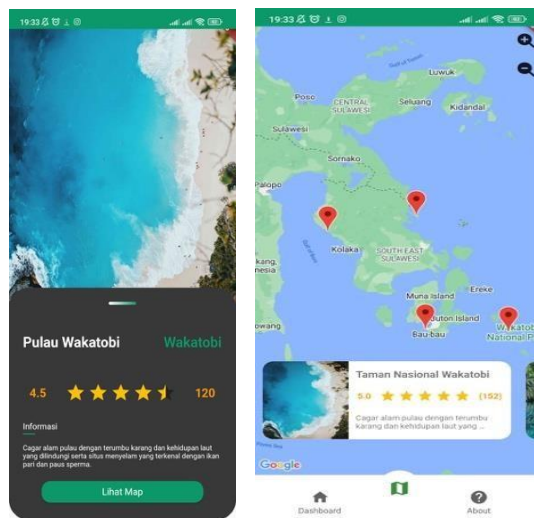 19:33
Pulau Wakatobi
Wakatobi
4.5
120
Informasi
Cagar alam pulau dengan terumbu karang dan kehidupan laut
yang dilindungi serta situs menyelam yang terkenal dengan ikan
pari dan paus sperma.
Lihat Map
19:33
Luwuk
Poso
CENTRAL
SULAWESI
Seluang
Kidandal
Sulawesi
Sornako
Palopo
Kolaka
SOUTH EAST
SULAWESI
Muna Island
Ereke
Buton Island
Bau-bau
Wakatob
National P
Taman Nasional Wakatobi
5.0
(152)
Cagar alam pulau dengan terumbu
karang dan kehidupan laut yang ...
Google
Dashboard
About